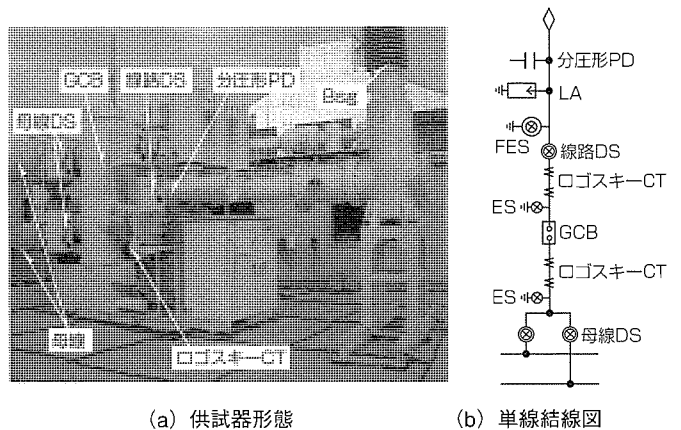 GCB
線路DS
分圧形PD
Bsg
母線DS
母線
ロゴスキーCT
(a) 供試器形態
分圧形PD
LA
FES
線路DS
ロゴスキーCT
ES
GCB
ロゴスキーCT
ES
母線DS
(b) 単線結線図